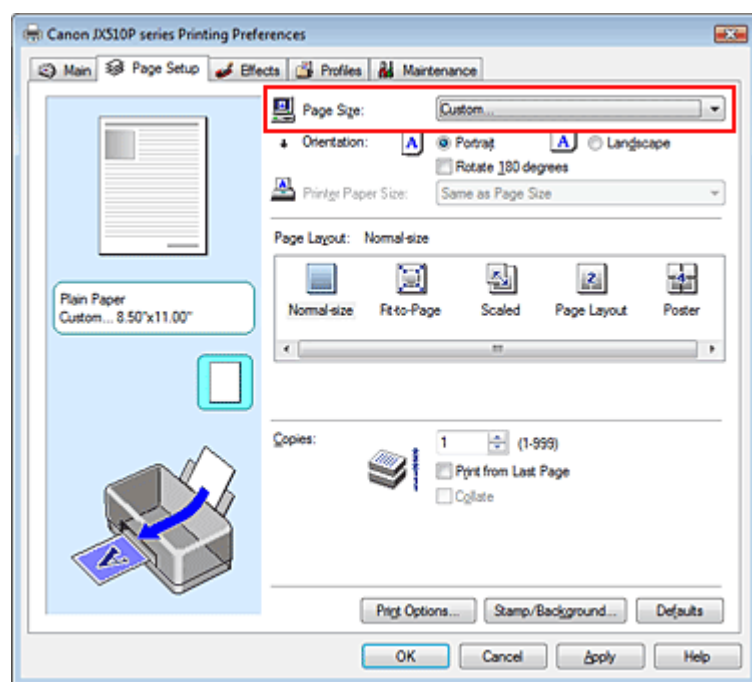 Canon JX510P series Printing Preferences
Main
Page Setup
Effects
Profiles
Maintenance
Page Size: Custom...
Orientation: A Portrait A Landscape
Rotate 180 degrees
Printer Paper Size: Same as Page Size
Page Layout: Normal-size
Normal-size
Fit-to-Page
Scaled
Page Layout
Poster
Plain Paper
Custom... 8.50"x11.00"
Copies: 1 (1-999)
Print from Last Page
Collate
Print Options...
Stamp/Background...
Defaults
OK
Cancel
Apply
Help